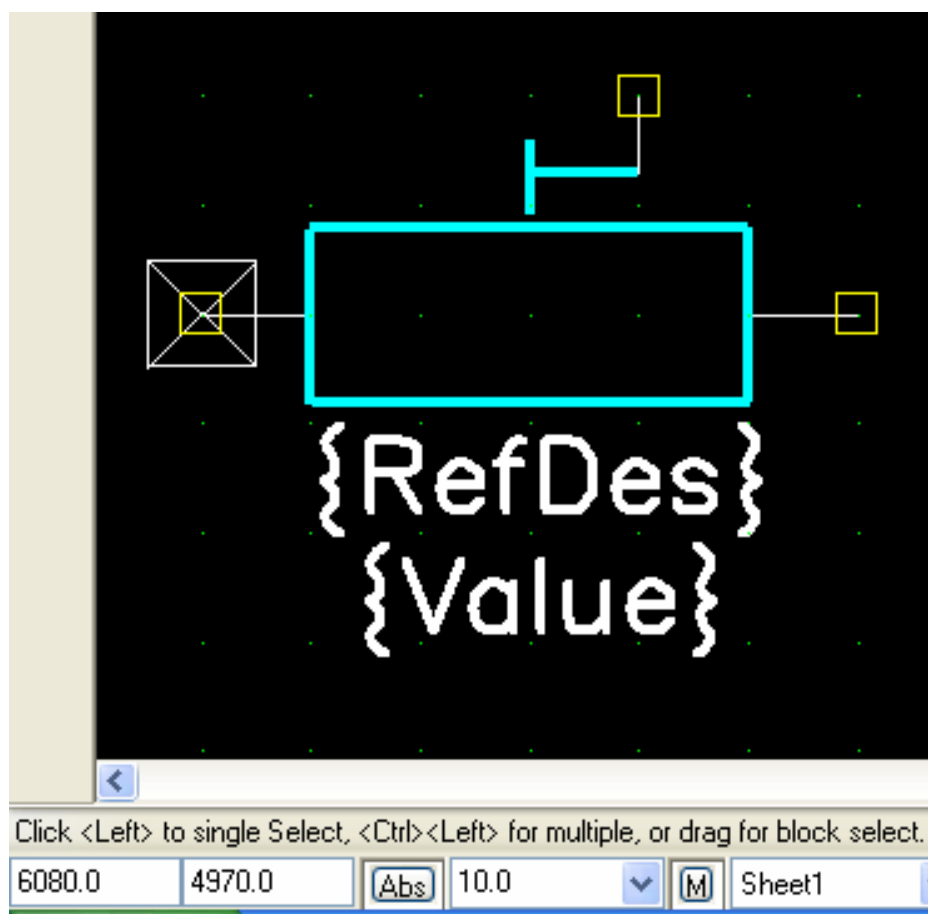 {RefDes}
{Value}
Click <Left> to single Select, <Ctrl><Left> for multiple, or drag for block select.
6080.0 4970.0 Abs 10.0 M Sheet1